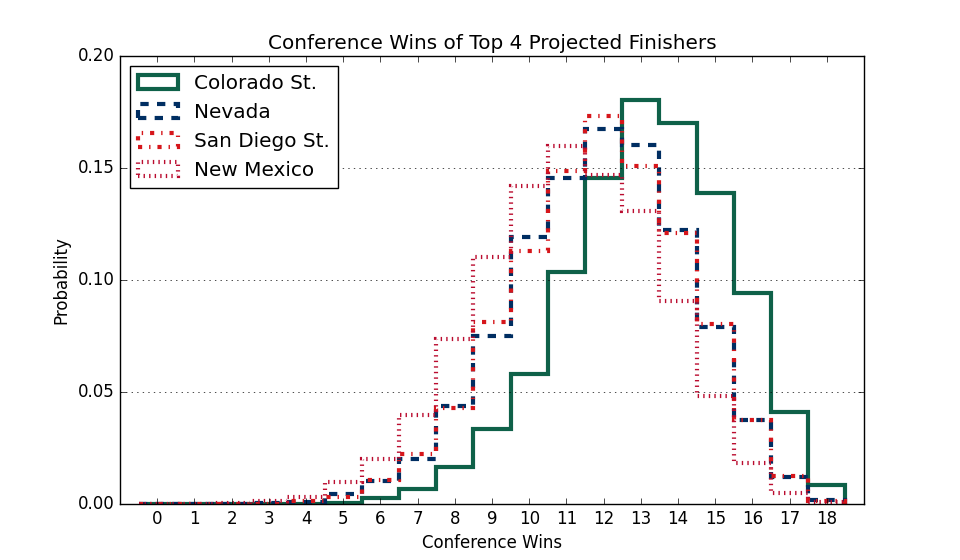 Conference Wins of Top 4 Projected Finishers
0.20
0.15
0.10
0.05
0.00
Probability
Colorado St.
Nevada
San Diego St.
New Mexico
0 1 2 3 4 5 6 7 8 9 10 11 12 13 14 15 16 17 18
Conference Wins